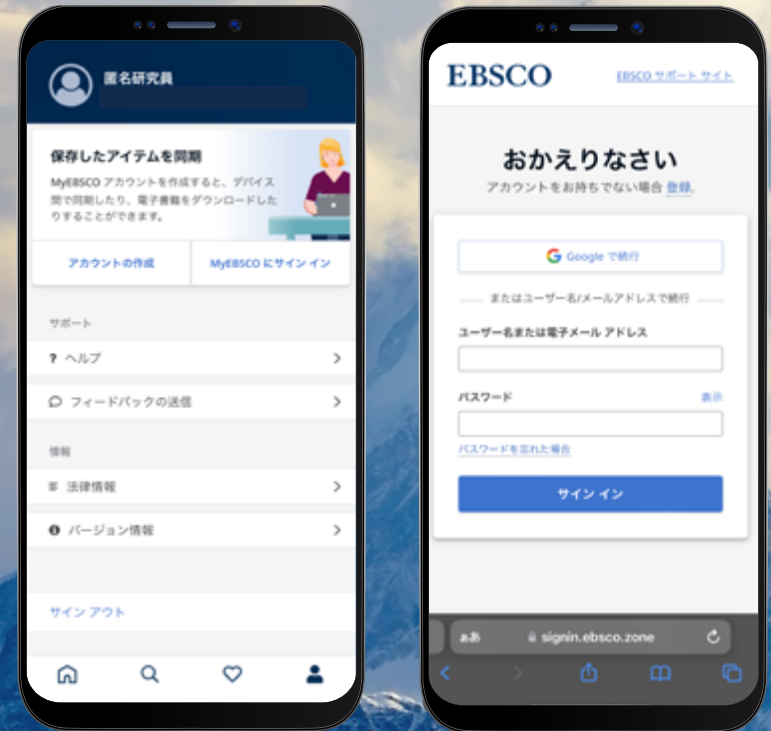 匿名研究員
保存したアイテムを同期
MyEBSCO アカウントを作成すると、デバイス
間で同期したり、電子書籍をダウンロードした
りすることができます。
アカウントの作成
MyEBSCO にサイン イン
サポート
? ヘルプ
フィードバックの送信
情報
法律情報
バージョン情報
サイン アウト
EBSCO
EBSCO サポート サイト
おかえりなさい
アカウントをお持ちでない場合 登録.
G Google で続行
またはユーザー名/メールアドレスで続行
ユーザー名または電子メール アドレス
パスワード
表示
パスワードを忘れた場合
サイン イン
ぁあ
signin.ebsco.zone